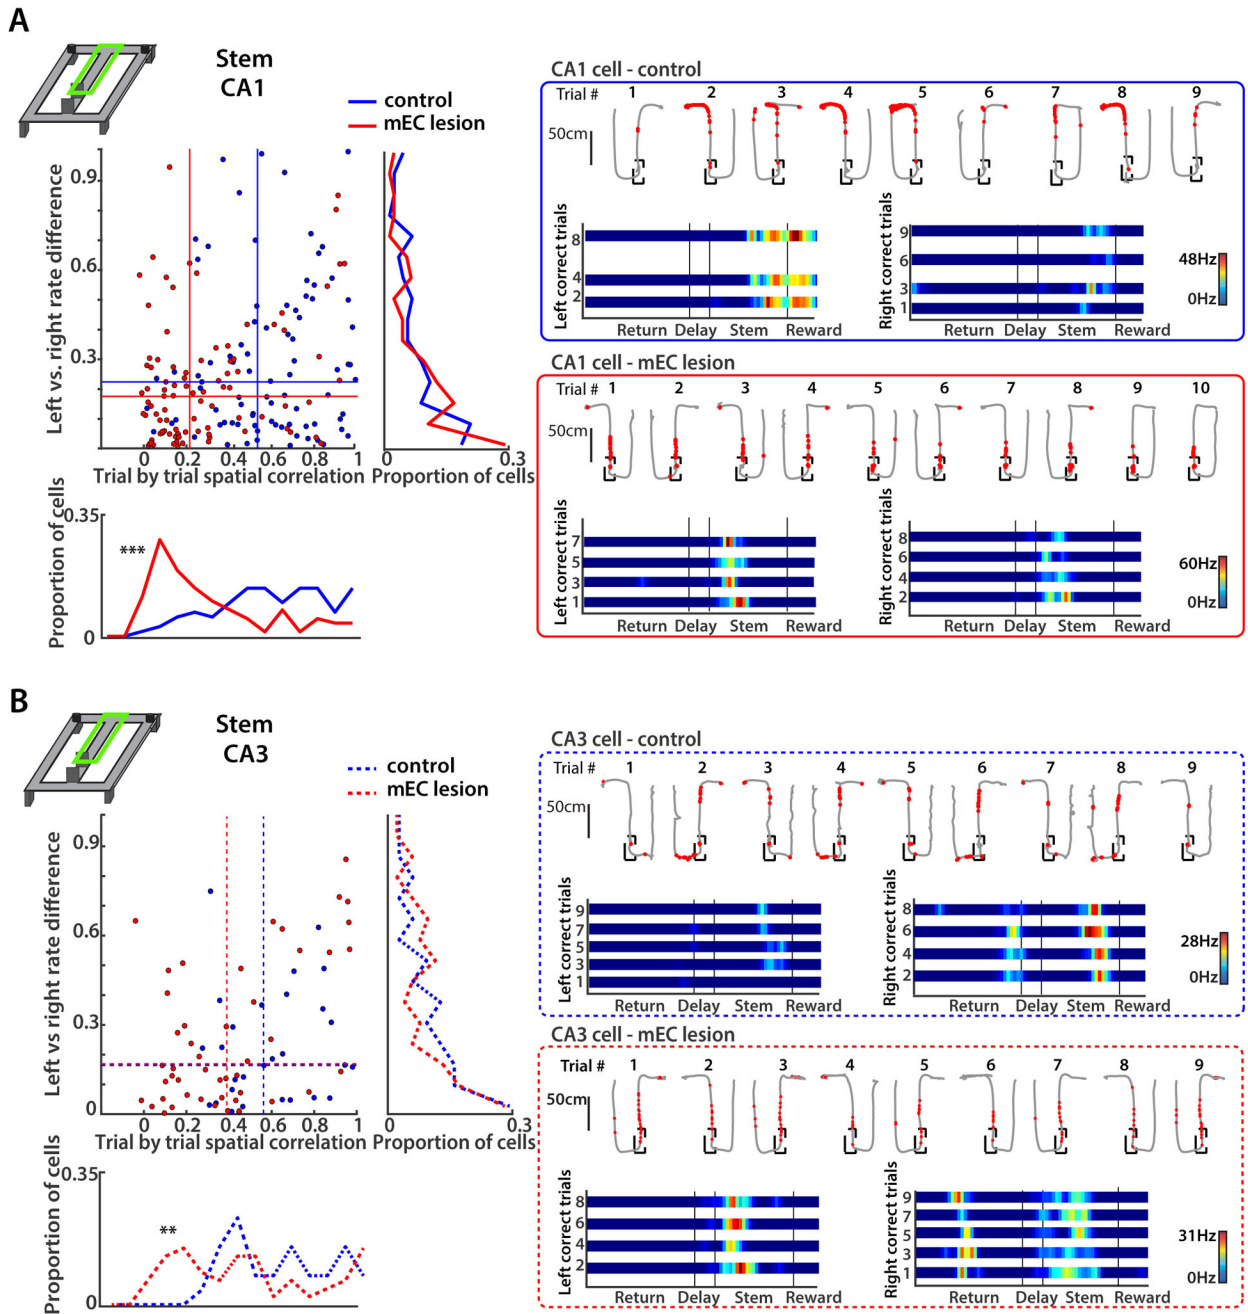 A
Stem
CA1
control
mEC lesion
Left vs. right rate difference
0.9
0.6
0.3
0
0 0.2 0.4 0.6 0.8 1
Trial by trial spatial correlation
0 0.3
Proportion of cells
Proportion of cells
0.35
0
***
CA1 cell - control
Trial # 1 2 3 4 5 6 7 8 9
50cm
Left correct trials
8
4
2
Return Delay Stem Reward
Right correct trials
9
6
3
1
Return Delay Stem Reward
48Hz
0Hz
CA1 cell - mEC lesion
Trial # 1 2 3 4 5 6 7 8 9 10
50cm
Left correct trials
7
5
3
1
Return Delay Stem Reward
Right correct trials
8
6
4
2
Return Delay Stem Reward
60Hz
0Hz
B
Stem
CA3
control
mEC lesion
Left vs right rate difference
0.9
0.6
0.3
0
0 0.2 0.4 0.6 0.8 1
Trial by trial spatial correlation
0 0.3
Proportion of cells
Proportion of cells
0.35
0
**
CA3 cell - control
Trial # 1 2 3 4 5 6 7 8 9
50cm
Left correct trials
9
7
5
3
1
Return Delay Stem Reward
Right correct trials
8
6
4
2
Return Delay Stem Reward
28Hz
0Hz
CA3 cell - mEC lesion
Trial # 1 2 3 4 5 6 7 8 9
50cm
Left correct trials
8
6
4
2
Return Delay Stem Reward
Right correct trials
9
7
5
3
1
Return Delay Stem Reward
31Hz
0Hz